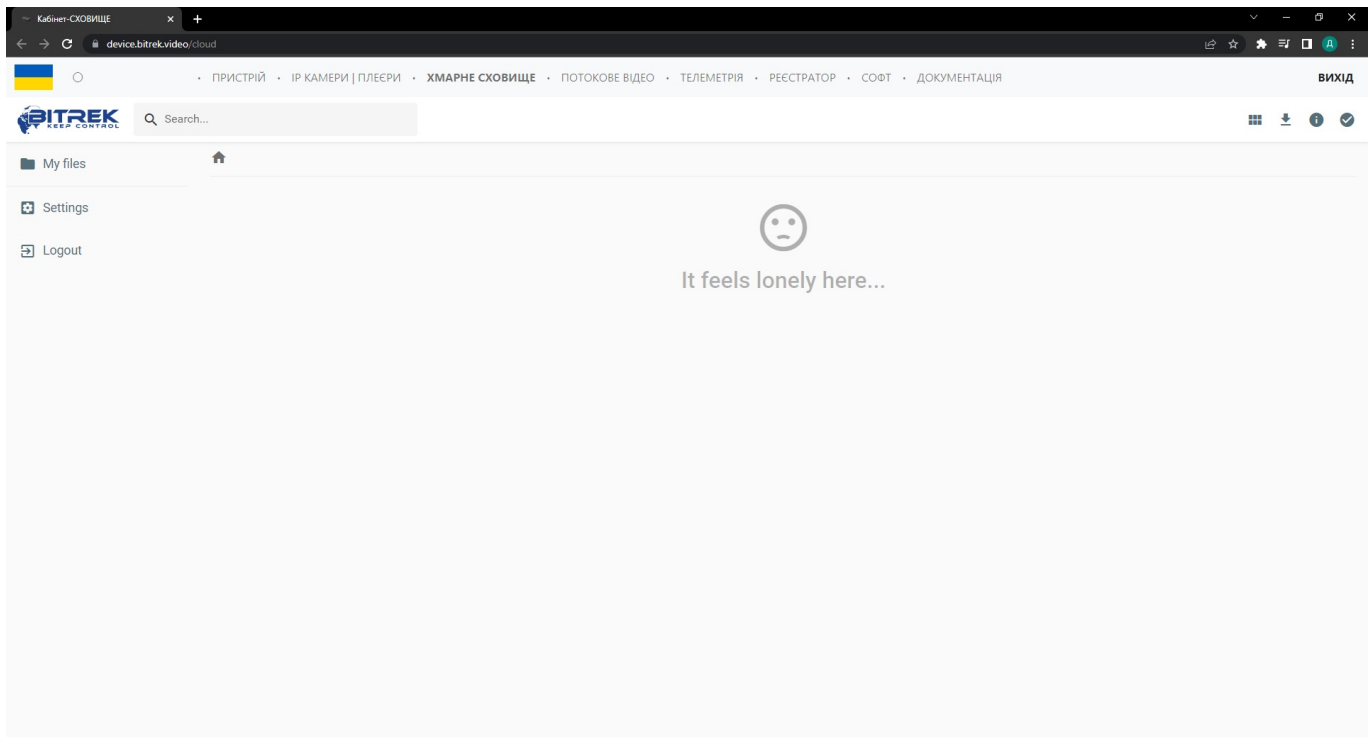 Кабінет-СХОВИЩЕ
device.bitrek.video/cloud
Д
· ПРИСТРІЙ · IP КАМЕРИ | ПЛЕЄРИ · ХМАРНЕ СХОВИЩЕ · ПОТОКОВЕ ВІДЕО · ТЕЛЕМЕТРІЯ · РЕЄСТРАТОР · СОФТ · ДОКУМЕНТАЦІЯ ВИХІД
BITREK
KEEP CONTROL
Search...
My files
Settings
Logout
It feels lonely here...